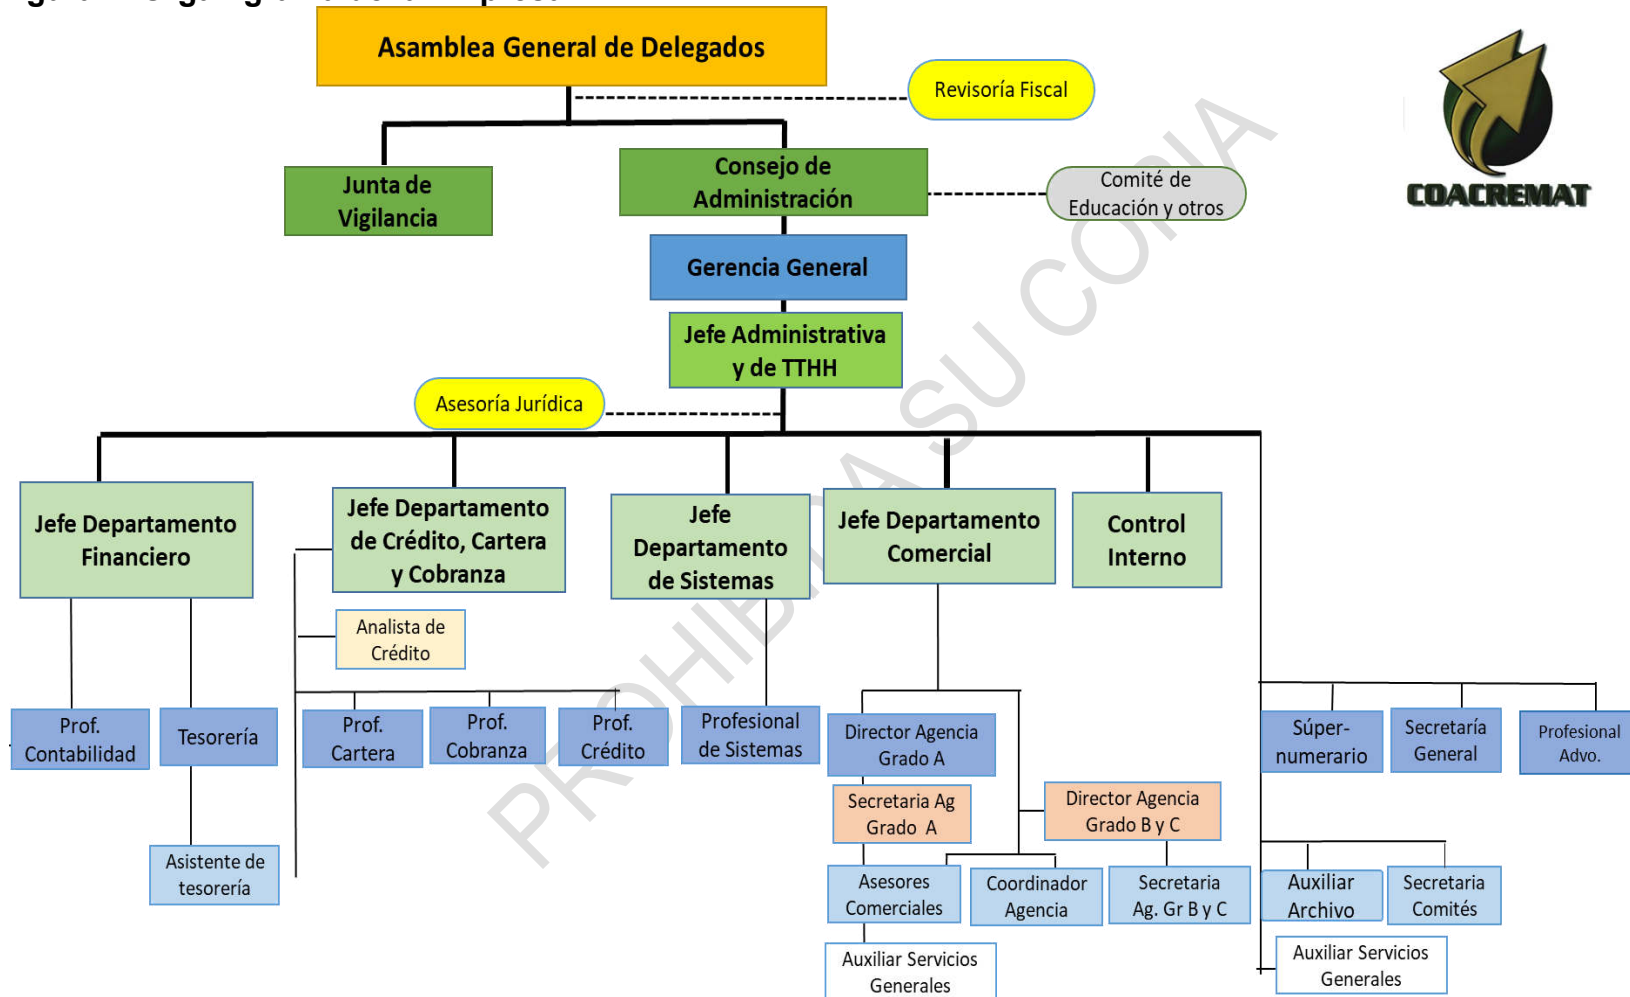 Asamblea General de Delegados
Revisoría Fiscal
COACREMAT
Junta de
Vigilancia
Consejo de
Administración
Comité de
Educación y otros
Gerencia General
Jefe Administrativa
y de TTHH
Asesoría Jurídica
Jefe Departamento
Financiero
Jefe Departamento
de Crédito, Cartera
y Cobranza
Jefe
Departamento
de Sistemas
Jefe Departamento
Comercial
Control
Interno
Analista de
Crédito
Prof.
Contabilidad
Tesorería
Prof.
Cartera
Prof.
Cobranza
Prof.
Crédito
Profesional
de Sistemas
Director Agencia
Grado A
Súper-
numerario
Secretaría
General
Profesional
Advo.
Secretaria Ag
Grado A
Director Agencia
Grado B y C
Asistente de
tesorería
Asesores
Comerciales
Coordinador
Agencia
Secretaria
Ag. Gr B y C
Auxiliar
Archivo
Secretaria
Comités
Auxiliar Servicios
Generales
Auxiliar Servicios
Generales
PROHIBIDA SU COPIA